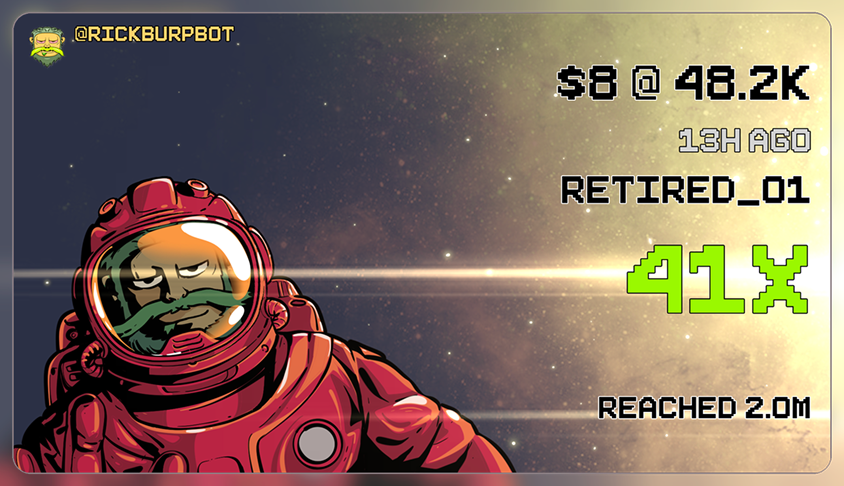 @RICKBURPBOT
$8 @ 48.2K
13H AGO
RETIRED_01
41X
REACHED 2.0M